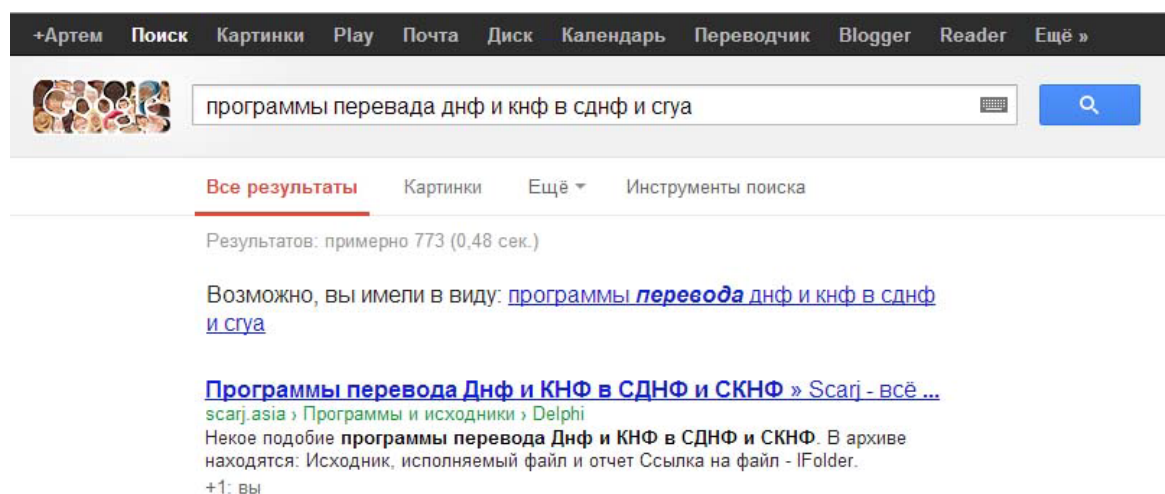 +Артем Поиск Картинки Play Почта Диск Календарь Переводчик Blogger Reader Ещё »
Google
программы перевада днф и кнф в сднф и crya
Все результаты Картинки Ещё Инструменты поиска
Результатов: примерно 773 (0,48 сек.)
Возможно, вы имели в виду: программы перевода днф и кнф в сднф
и crya
Программы перевода Днф и КНФ в СДНФ и СКНФ » Scarj - всё ...
scarj.asia › Программы и исходники › Delphi
Некое подобие программы перевода Днф и КНФ в СДНФ и СКНФ. В архиве
находятся: Исходник, исполняемый файл и отчет Ссылка на файл - IFolder.
+1: вы